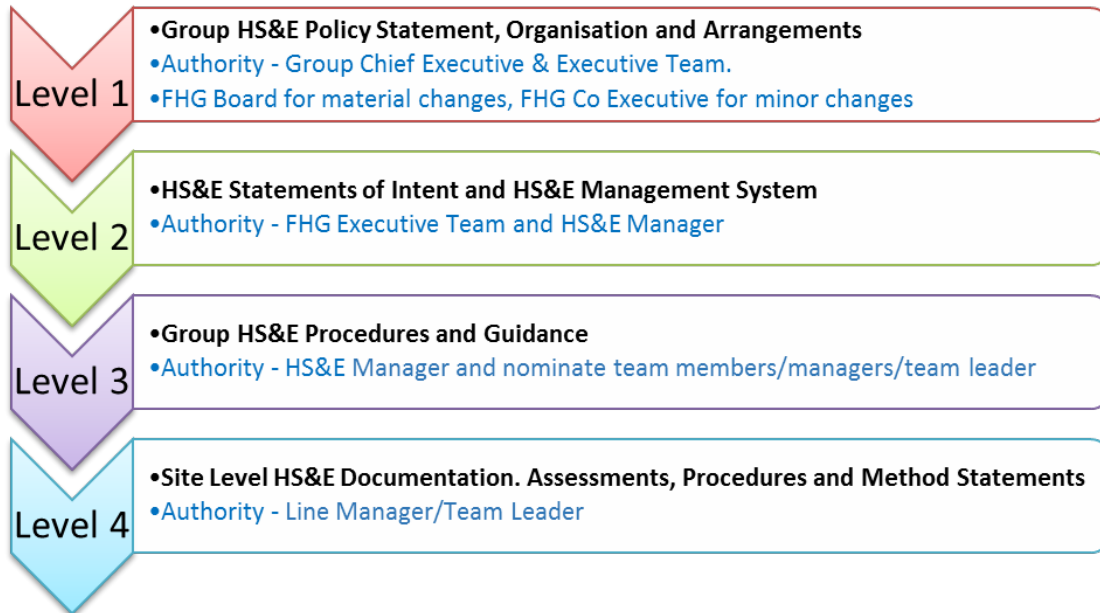 Level 1
•Group HS&E Policy Statement, Organisation and Arrangements
•Authority - Group Chief Executive & Executive Team.
•FHG Board for material changes, FHG Co Executive for minor changes
Level 2
•HS&E Statements of Intent and HS&E Management System
•Authority - FHG Executive Team and HS&E Manager
Level 3
•Group HS&E Procedures and Guidance
•Authority - HS&E Manager and nominate team members/managers/team leader
Level 4
•Site Level HS&E Documentation. Assessments, Procedures and Method Statements
•Authority - Line Manager/Team Leader